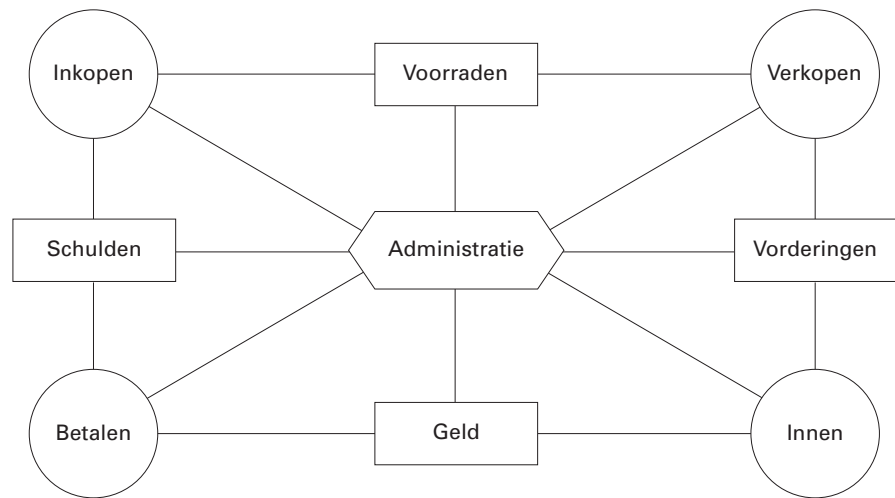 Inkopen
Voorraden
Verkopen
Schulden
Administratie
Vorderingen
Betalen
Geld
Innen